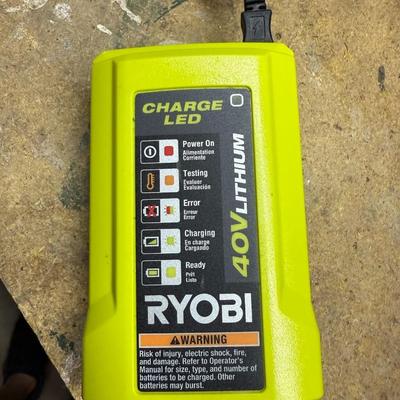 CHARGE
LED
Power On
Alimentation
Corriente
Testing
Évaluer
Evaluación
Error
Erreur
Error
Charging
En charge
Cargando
Ready
Prêt
Listo
40V LITHIUM
RYOBI
WARNING
Risk of injury, electric shock, fire,
and damage. Refer to Operator's
Manual for size, type, and number of
batteries to be charged. Other
batteries may burst.